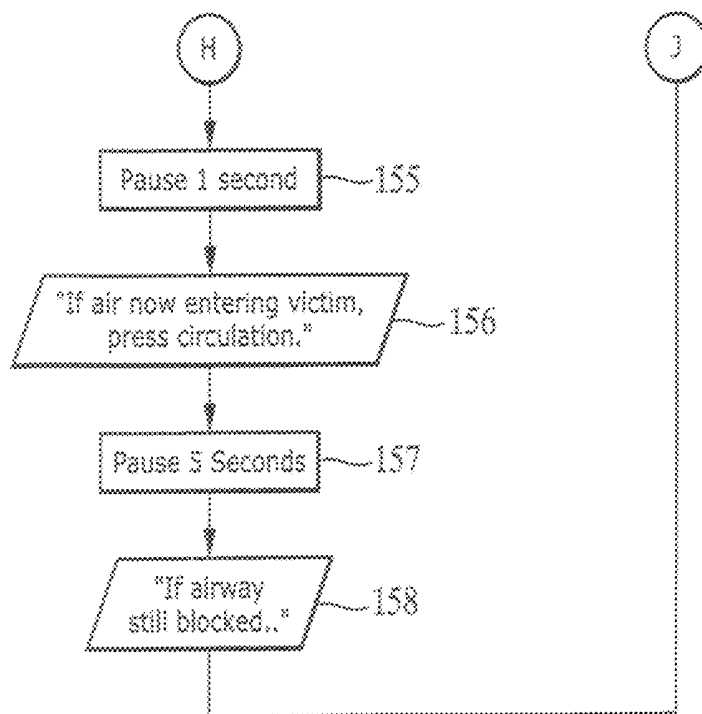 H
J
Pause 1 second
155
"If air now entering victim,
press circulation."
156
Pause 5 Seconds
157
"If airway
still blocked.."
158